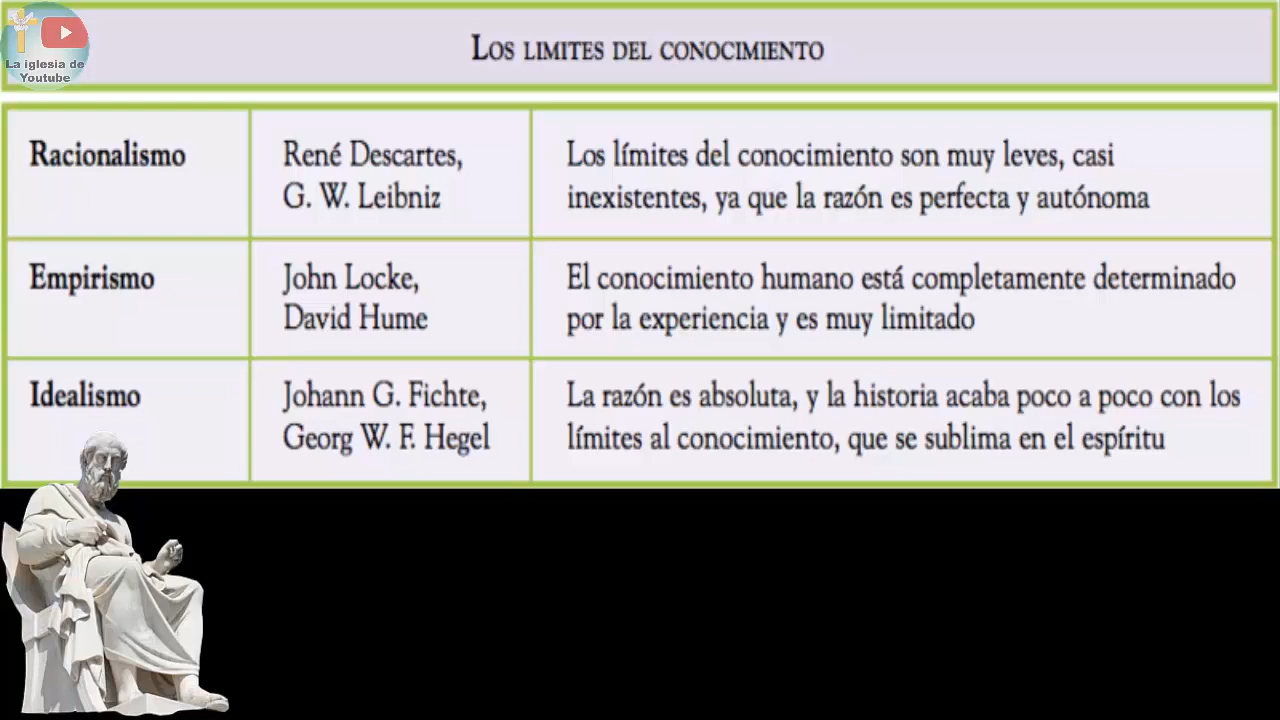 La iglesia de
Youtube
LOS LIMITES DEL CONOCIMIENTO
Racionalismo
René Descartes,
G. W. Leibniz
Los límites del conocimiento son muy leves, casi
inexistentes, ya que la razón es perfecta y autónoma
Empirismo
John Locke,
David Hume
El conocimiento humano está completamente determinado
por la experiencia y es muy limitado
Idealismo
Johann G. Fichte,
Georg W. F. Hegel
La razón es absoluta, y la historia acaba poco a poco con los
límites al conocimiento, que se sublima en el espíritu